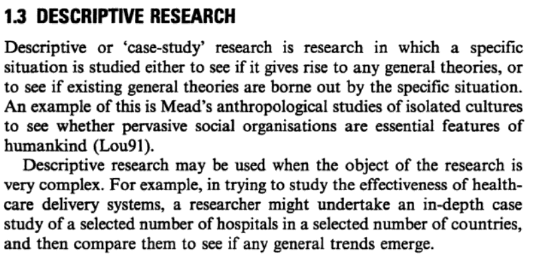 1.3 DESCRIPTIVE RESEARCH
Descriptive or ‘case-study’ research is research in which a specific
situation is studied either to see if it gives rise to any general theories, or
to see if existing general theories are borne out by the specific situation.
An example of this is Mead’s anthropological studies of isolated cultures
to see whether pervasive social organisations are essential features of
humankind (Lou91).
Descriptive research may be used when the object of the research is
very complex. For example, in trying to study the effectiveness of health-
care delivery systems, a researcher might undertake an in-depth case
study of a selected number of hospitals in a selected number of countries,
and then compare them to see if any general trends emerge.